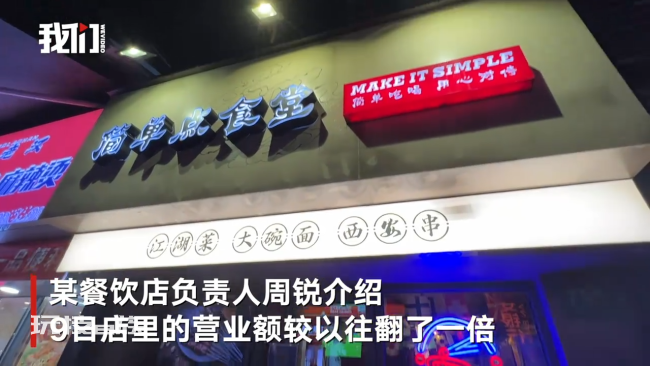 我们
WEVIDEO
简单点食堂
MAKE IT SIMPLE
简单吃喝 用心对待
江湖菜 大碗面 西安串
某餐饮店负责人周锐介绍
9日店里的营业额较以往翻了一倍